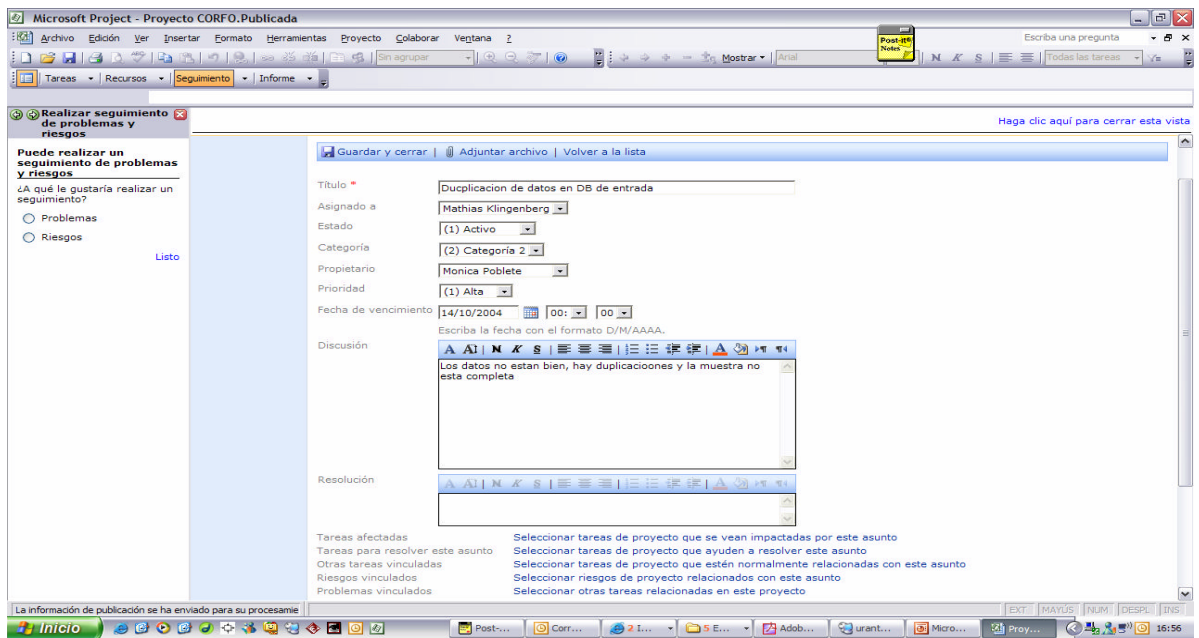 Microsoft Project - Proyecto CORFO.Publicada
Archivo Edición Ver Insertar Formato Herramientas Proyecto Colaborar Ventana ?
Post-it® Notes
Escriba una pregunta
Sin agrupar Mostrar Arial N K S Todas las tareas
Tareas Recursos Seguimiento Informe
Realizar seguimiento de problemas y riesgos
Haga clic aquí para cerrar esta vista
Puede realizar un seguimiento de problemas y riesgos
¿A qué le gustaría realizar un seguimiento?
Problemas
Riesgos
Listo
Guardar y cerrar | Adjuntar archivo | Volver a la lista
Título * Ducplicacion de datos en DB de entrada
Asignado a Mathias Klingenberg
Estado (1) Activo
Categoría (2) Categoría 2
Propietario Monica Poblete
Prioridad (1) Alta
Fecha de vencimiento 14/10/2004 00: 00
Escriba la fecha con el formato D/M/AAAA.
Discusión
A A N K S A
Los datos no estan bien, hay duplicacioones y la muestra no
esta completa
Resolución
A A N K S A
Tareas afectadas Seleccionar tareas de proyecto que se vean impactadas por este asunto
Tareas para resolver este asunto Seleccionar tareas de proyecto que ayuden a resolver este asunto
Otras tareas vinculadas Seleccionar tareas de proyecto que estén normalmente relacionadas con este asunto
Riesgos vinculados Seleccionar riesgos de proyecto relacionados con este asunto
Problemas vinculados Seleccionar otras tareas relacionadas en este proyecto
La información de publicación se ha enviado para su procesamie
EXT MAYÚS NUM DESPL INS
Inicio Post-... Corr... 2 I... 5 E... Adob... urant... Micro... Proy... 16:56